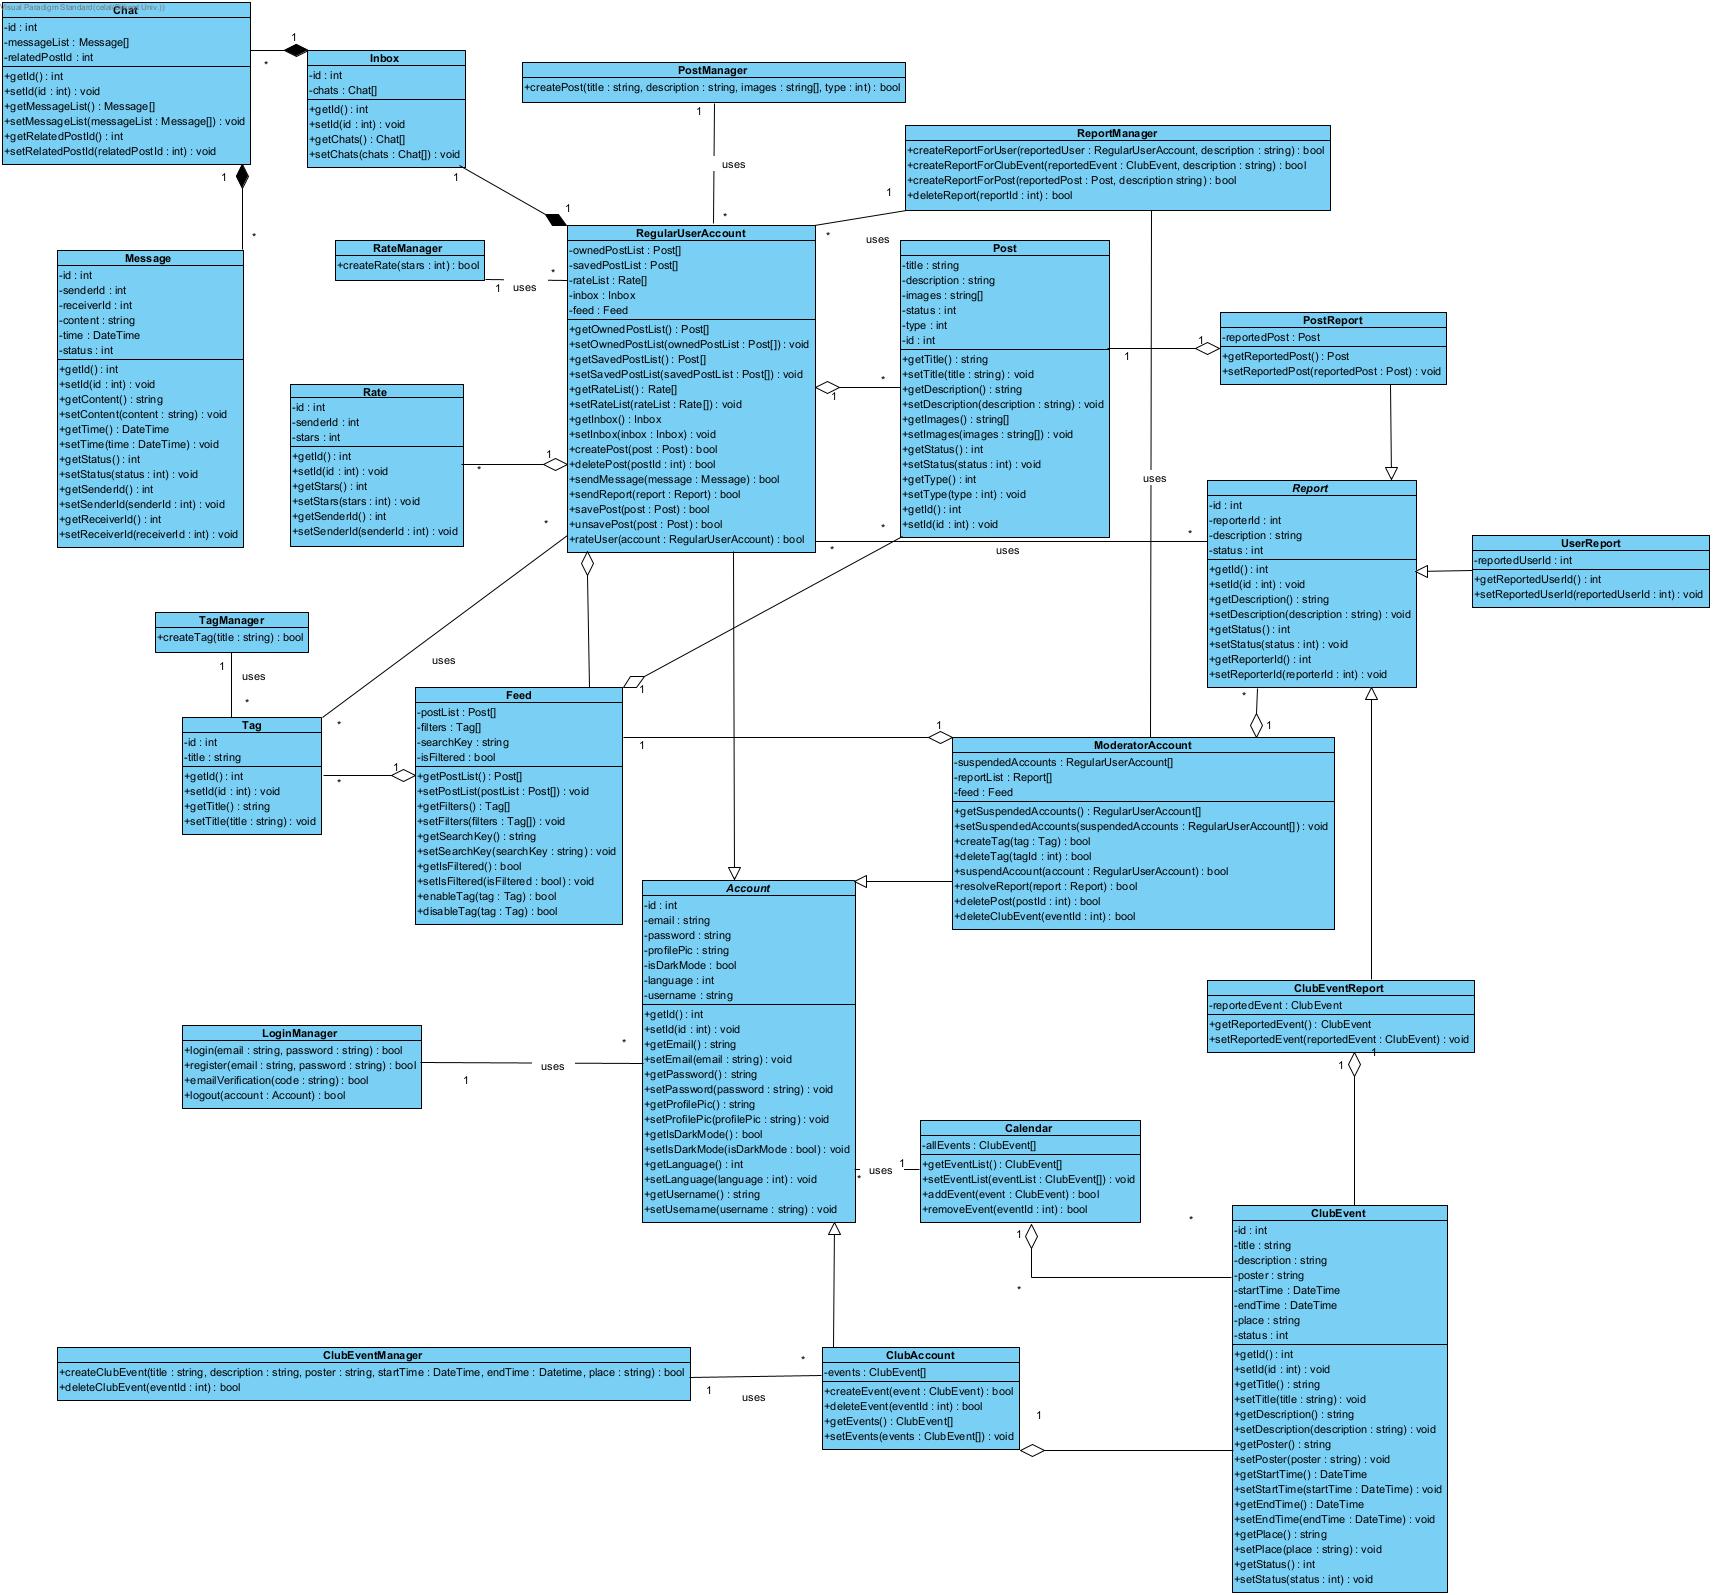 Visual Paradigm Standard(celal(Bilkent Univ.))
Chat
-id : int
-messageList : Message[]
-relatedPostId : int
+getId() : int
+setId(id : int) : void
+getMessageList() : Message[]
+setMessageList(messageList : Message[]) : void
+getRelatedPostId() : int
+setRelatedPostId(relatedPostId : int) : void
1
*
Inbox
-id : int
-chats : Chat[]
+getId() : int
+setId(id : int) : void
+getChats() : Chat[]
+setChats(chats : Chat[]) : void
1
1
PostManager
+createPost(title : string, description : string, images : string[], type : int) : bool
1
uses
*
ReportManager
+createReportForUser(reportedUser : RegularUserAccount, description : string) : bool
+createReportForClubEvent(reportedEvent : ClubEvent, description : string) : bool
+createReportForPost(reportedPost : Post, description string) : bool
+deleteReport(reportId : int) : bool
1
*
uses
1
*
Message
-id : int
-senderId : int
-receiverId : int
-content : string
-time : DateTime
-status : int
+getId() : int
+setId(id : int) : void
+getContent() : string
+setContent(content : string) : void
+getTime() : DateTime
+setTime(time : DateTime) : void
+getStatus() : int
+setStatus(status : int) : void
+getSenderId() : int
+setSenderId(senderId : int) : void
+getReceiverId() : int
+setReceiverId(receiverId : int) : void
RateManager
+createRate(stars : int) : bool
1
uses
*
RegularUserAccount
-ownedPostList : Post[]
-savedPostList : Post[]
-rateList : Rate[]
-inbox : Inbox
-feed : Feed
+getOwnedPostList() : Post[]
+setOwnedPostList(ownedPostList : Post[]) : void
+getSavedPostList() : Post[]
+setSavedPostList(savedPostList : Post[]) : void
+getRateList() : Rate[]
+setRateList(rateList : Rate[]) : void
+getInbox() : Inbox
+setInbox(inbox : Inbox) : void
+createPost(post : Post) : bool
+deletePost(postId : int) : bool
+sendMessage(message : Message) : bool
+sendReport(report : Report) : bool
+savePost(post : Post) : bool
+unsavePost(post : Post) : bool
+rateUser(account : RegularUserAccount) : bool
Post
-title : string
-description : string
-images : string[]
-status : int
-type : int
-id : int
+getTitle() : string
+setTitle(title : string) : void
+getDescription() : string
+setDescription(description : string) : void
+getImages() : string[]
+setImages(images : string[]) : void
+getStatus() : int
+setStatus(status : int) : void
+getType() : int
+setType(type : int) : void
+getId() : int
+setId(id : int) : void
1
*
1
1
PostReport
-reportedPost : Post
+getReportedPost() : Post
+setReportedPost(reportedPost : Post) : void
Rate
-id : int
-senderId : int
-stars : int
+getId() : int
+setId(id : int) : void
+getStars() : int
+setStars(stars : int) : void
+getSenderId() : int
+setSenderId(senderId : int) : void
*
1
uses
Report
-id : int
-reporterId : int
-description : string
-status : int
+getId() : int
+setId(id : int) : void
+getDescription() : string
+setDescription(description : string) : void
+getStatus() : int
+setStatus(status : int) : void
+getReporterId() : int
+setReporterId(reporterId : int) : void
*
uses
*
*
*
UserReport
-reportedUserId : int
+getReportedUserId() : int
+setReportedUserId(reportedUserId : int) : void
TagManager
+createTag(title : string) : bool
1
uses
*
uses
*
Tag
-id : int
-title : string
+getId() : int
+setId(id : int) : void
+getTitle() : string
+setTitle(title : string) : void
*
1
Feed
-postList : Post[]
-filters : Tag[]
-searchKey : string
-isFiltered : bool
+getPostList() : Post[]
+setPostList(postList : Post[]) : void
+getFilters() : Tag[]
+setFilters(filters : Tag[]) : void
+getSearchKey() : string
+setSearchKey(searchKey : string) : void
+getIsFiltered() : bool
+setIsFiltered(isFiltered : bool) : void
+enableTag(tag : Tag) : bool
+disableTag(tag : Tag) : bool
1
1
1
*
1
ModeratorAccount
-suspendedAccounts : RegularUserAccount[]
-reportList : Report[]
-feed : Feed
+getSuspendedAccounts() : RegularUserAccount[]
+setSuspendedAccounts(suspendedAccounts : RegularUserAccount[]) : void
+createTag(tag : Tag) : bool
+deleteTag(tagId : int) : bool
+suspendAccount(account : RegularUserAccount) : bool
+resolveReport(report : Report) : bool
+deletePost(postId : int) : bool
+deleteClubEvent(eventId : int) : bool
Account
-id : int
-email : string
-password : string
-profilePic : string
-isDarkMode : bool
-language : int
-username : string
+getId() : int
+setId(id : int) : void
+getEmail() : string
+setEmail(email : string) : void
+getPassword() : string
+setPassword(password : string) : void
+getProfilePic() : string
+setProfilePic(profilePic : string) : void
+getIsDarkMode() : bool
+setIsDarkMode(isDarkMode : bool) : void
+getLanguage() : int
+setLanguage(language : int) : void
+getUsername() : string
+setUsername(username : string) : void
LoginManager
+login(email : string, password : string) : bool
+register(email : string, password : string) : bool
+emailVerification(code : string) : bool
+logout(account : Account) : bool
1
uses
*
ClubEventReport
-reportedEvent : ClubEvent
+getReportedEvent() : ClubEvent
+setReportedEvent(reportedEvent : ClubEvent) : void
1
1
*
uses
1
Calendar
-allEvents : ClubEvent[]
+getEventList() : ClubEvent[]
+setEventList(eventList : ClubEvent[]) : void
+addEvent(event : ClubEvent) : bool
+removeEvent(eventId : int) : bool
1
*
*
ClubEvent
-id : int
-title : string
-description : string
-poster : string
-startTime : DateTime
-endTime : DateTime
-place : string
-status : int
+getId() : int
+setId(id : int) : void
+getTitle() : string
+setTitle(title : string) : void
+getDescription() : string
+setDescription(description : string) : void
+getPoster() : string
+setPoster(poster : string) : void
+getStartTime() : DateTime
+setStartTime(startTime : DateTime) : void
+getEndTime() : DateTime
+setEndTime(endTime : DateTime) : void
+getPlace() : string
+setPlace(place : string) : void
+getStatus() : int
+setStatus(status : int) : void
ClubEventManager
+createClubEvent(title : string, description : string, poster : string, startTime : DateTime, endTime : Datetime, place : string) : bool
+deleteClubEvent(eventId : int) : bool
1
uses
*
ClubAccount
-events : ClubEvent[]
+createEvent(event : ClubEvent) : bool
+deleteEvent(eventId : int) : bool
+getEvents() : ClubEvent[]
+setEvents(events : ClubEvent[]) : void
1